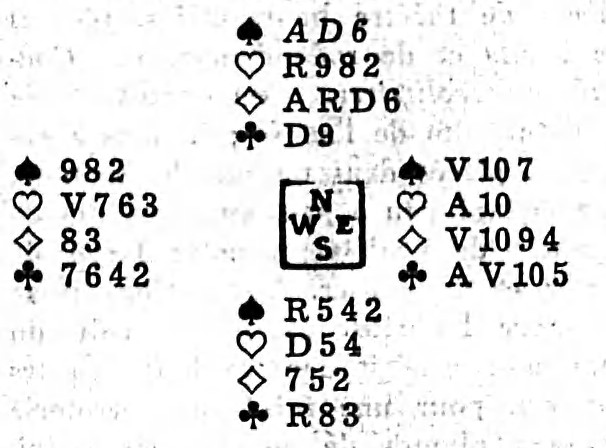 ♠ A D 6
♡ R 9 8 2
♢ A R D 6
♣ D 9
♠ 9 8 2
♡ V 7 6 3
♢ 8 3
♣ 7 6 4 2
N
W E
S
♠ V 10 7
♡ A 10
♢ V 10 9 4
♣ A V 10 5
♠ R 5 4 2
♡ D 5 4
♢ 7 5 2
♣ R 8 3